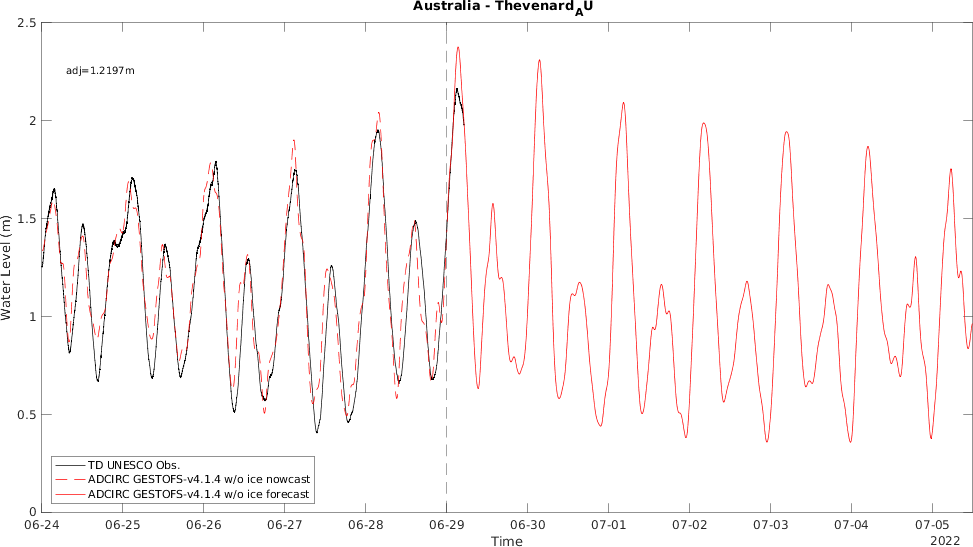 Australia - Thevenard_AU
2.5
adj=1.2197m
2
1.5
Water Level (m)
1
0.5
TD UNESCO Obs.
ADCIRC GESTOFS-v4.1.4 w/o ice nowcast
ADCIRC GESTOFS-v4.1.4 w/o ice forecast
0
06-24 06-25 06-26 06-27 06-28 06-29 06-30 07-01 07-02 07-03 07-04 07-05
Time 2022